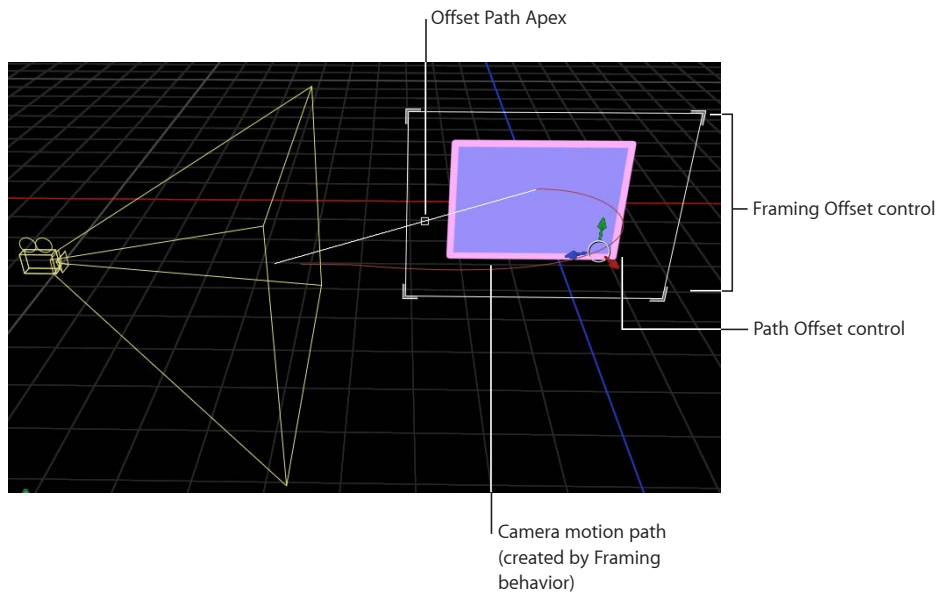 Offset Path Apex
Framing Offset control
Path Offset control
Camera motion path
(created by Framing
behavior)